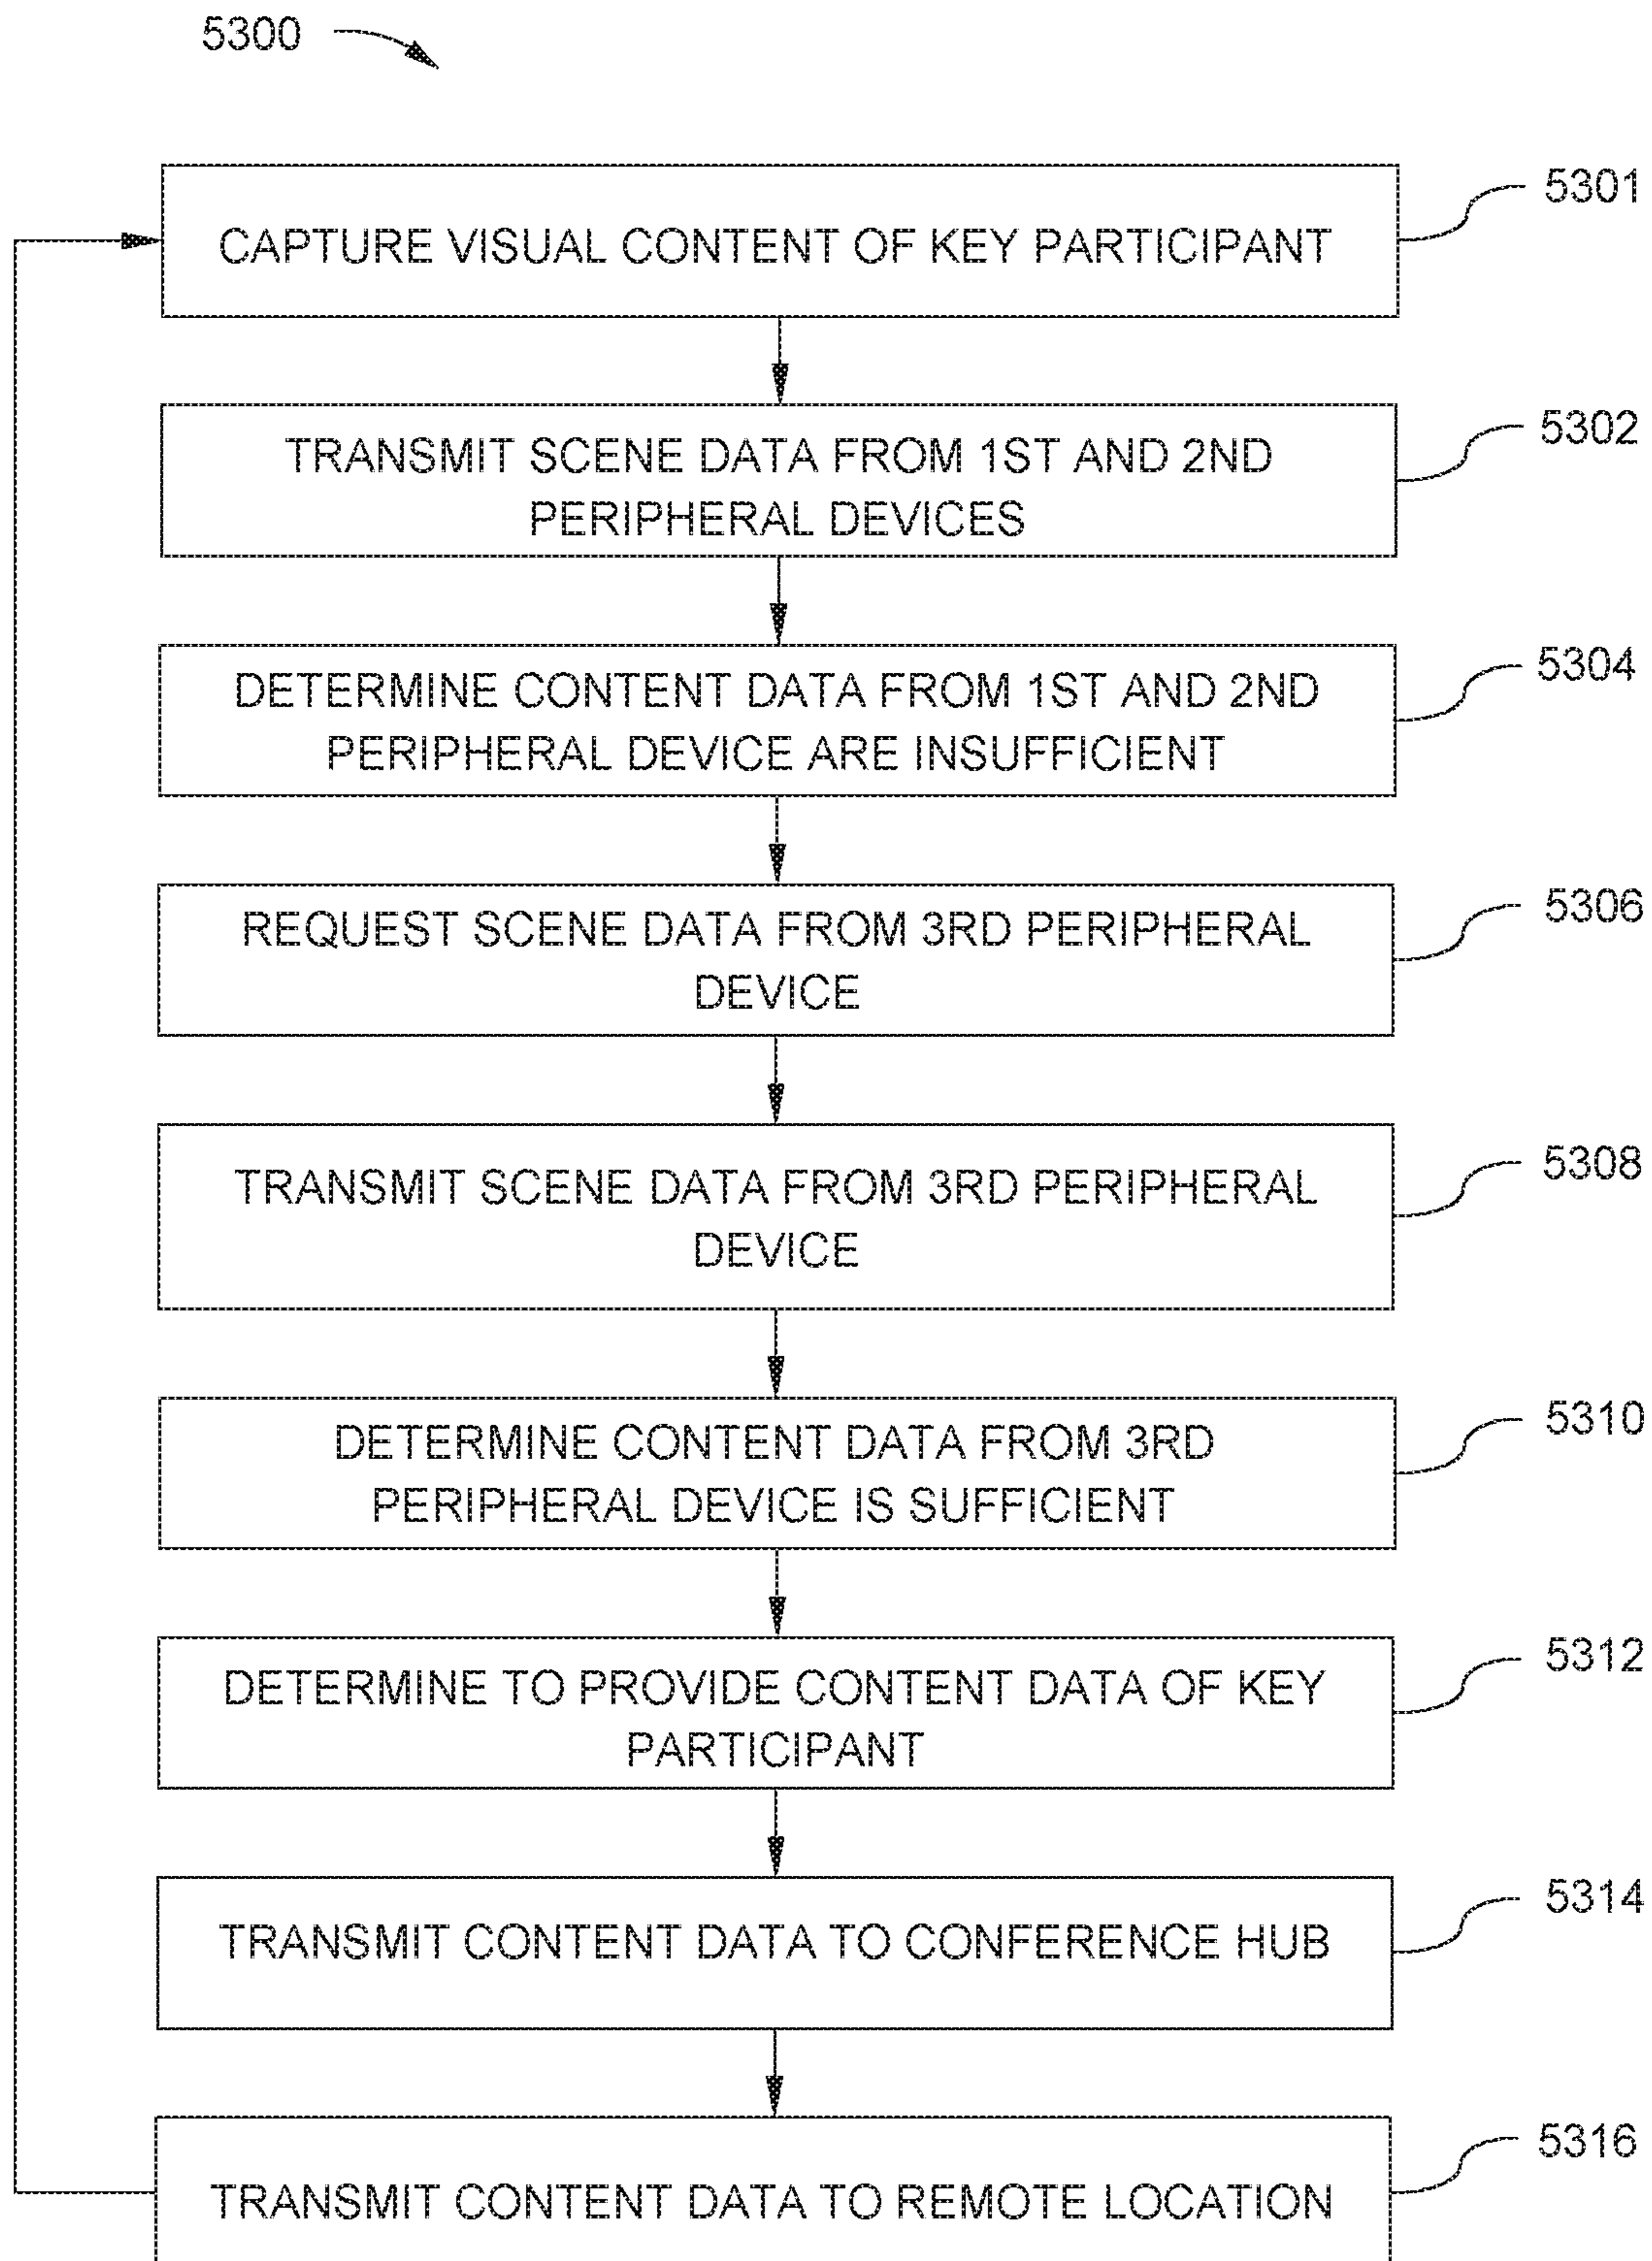 5300
CAPTURE VISUAL CONTENT OF KEY PARTICIPANT
5301
TRANSMIT SCENE DATA FROM 1ST AND 2ND
PERIPHERAL DEVICES
5302
DETERMINE CONTENT DATA FROM 1ST AND 2ND
PERIPHERAL DEVICE ARE INSUFFICIENT
5304
REQUEST SCENE DATA FROM 3RD PERIPHERAL
DEVICE
5306
TRANSMIT SCENE DATA FROM 3RD PERIPHERAL
DEVICE
5308
DETERMINE CONTENT DATA FROM 3RD
PERIPHERAL DEVICE IS SUFFICIENT
5310
DETERMINE TO PROVIDE CONTENT DATA OF KEY
PARTICIPANT
5312
TRANSMIT CONTENT DATA TO CONFERENCE HUB
5314
TRANSMIT CONTENT DATA TO REMOTE LOCATION
5316